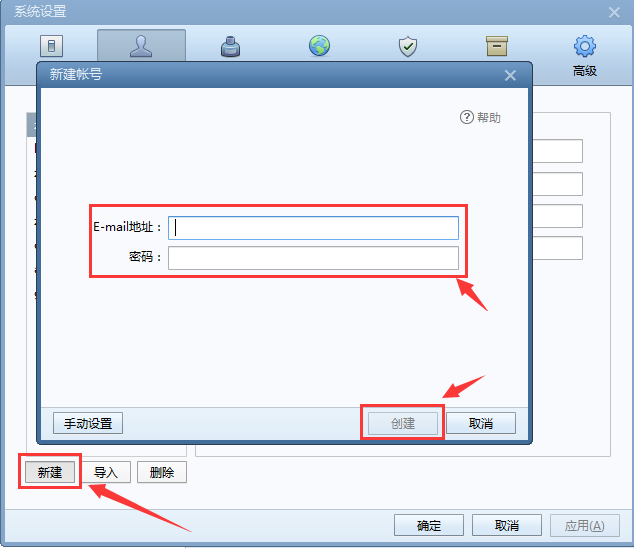 系统设置
高级
新建帐号
帮助
E-mail地址：
密码：
手动设置
创建
取消
新建
导入
删除
确定
取消
应用(A)